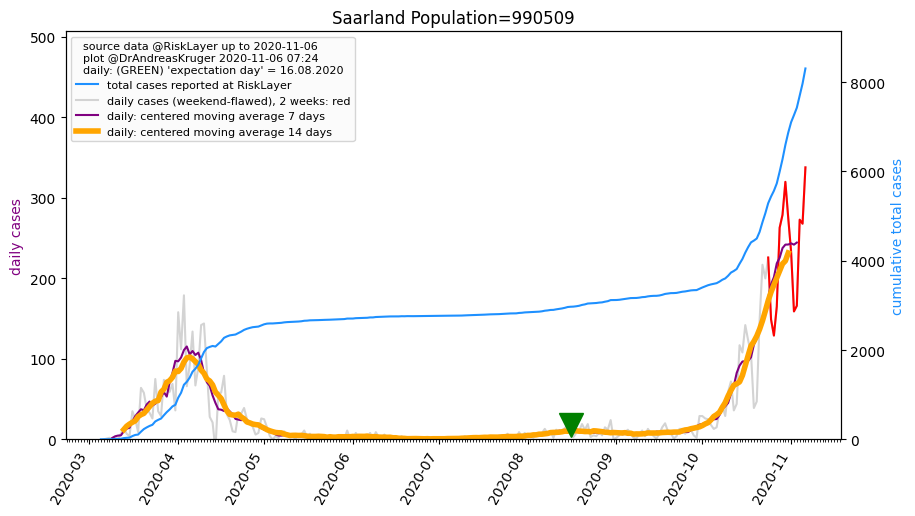 Saarland Population=990509
source data @RiskLayer up to 2020-11-06
plot @DrAndreasKruger 2020-11-06 07:24
daily: (GREEN) 'expectation day' = 16.08.2020
total cases reported at RiskLayer
daily cases (weekend-flawed), 2 weeks: red
daily: centered moving average 7 days
daily: centered moving average 14 days
daily cases
500
400
300
200
100
0
cumulative total cases
8000
6000
4000
2000
0
2020-03
2020-04
2020-05
2020-06
2020-07
2020-08
2020-09
2020-10
2020-11